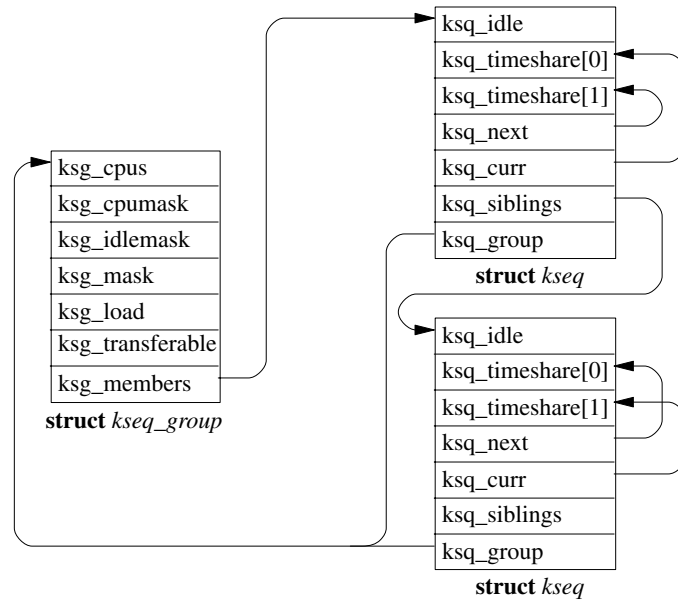 ksg_cpus
ksg_cpumask
ksg_idlemask
ksg_mask
ksg_load
ksg_transferable
ksg_members
struct kseq_group
ksq_idle
ksq_timeshare[0]
ksq_timeshare[1]
ksq_next
ksq_curr
ksq_siblings
ksq_group
struct kseq
ksq_idle
ksq_timeshare[0]
ksq_timeshare[1]
ksq_next
ksq_curr
ksq_siblings
ksq_group
struct kseq